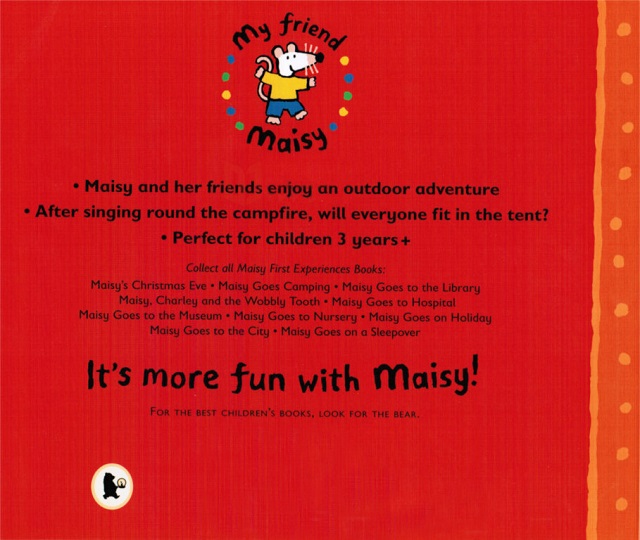 My friend
Maisy
• Maisy and her friends enjoy an outdoor adventure
• After singing round the campfire, will everyone fit in the tent?
• Perfect for children 3 years+
Collect all Maisy First Experiences Books:
Maisy's Christmas Eve • Maisy Goes Camping • Maisy Goes to the Library
Maisy, Charley and the Wobbly Tooth • Maisy Goes to Hospital
Maisy Goes to the Museum • Maisy Goes to Nursery • Maisy Goes on Holiday
Maisy Goes to the City • Maisy Goes on a Sleepover
It's more fun with Maisy!
FOR THE BEST CHILDREN'S BOOKS, LOOK FOR THE BEAR.